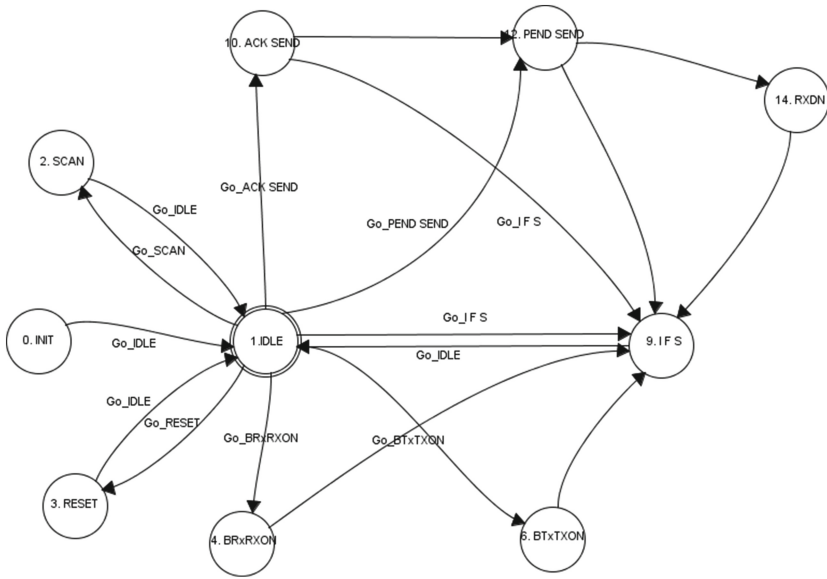 10. ACK SEND
12. PEND SEND
14. RXDN
2. SCAN
Go_IDLE
Go_ACK SEND
Go_PEND SEND
Go_I F S
Go_SCAN
0. INIT
Go_IDLE
1.IDLE
Go_I F S
Go_IDLE
9. I F S
Go_IDLE
Go_RESET
Go_BRxRXON
Go_BTxTXON
3. RESET
4. BRxRXON
6. BTxTXON